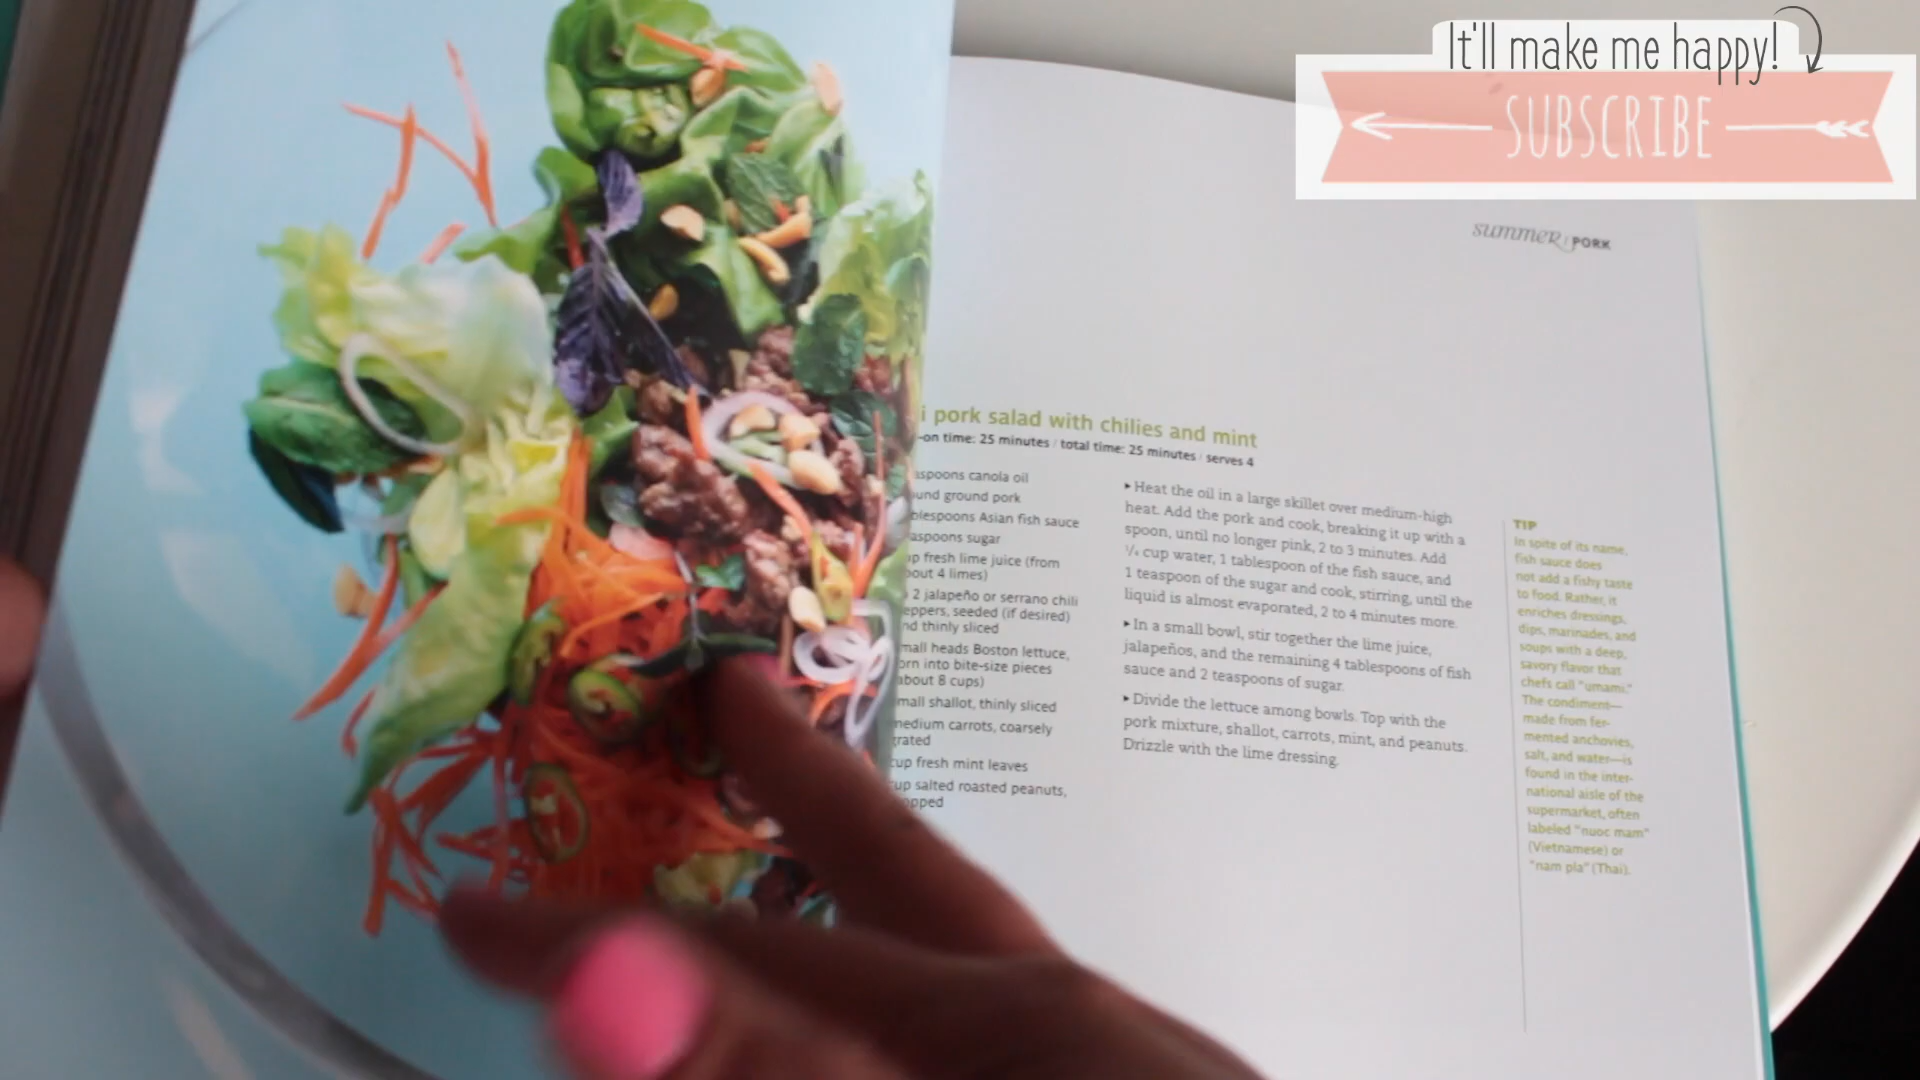 It'll make me happy!
SUBSCRIBE
summer | PORK
i pork salad with chilies and mint
-on time: 25 minutes / total time: 25 minutes / serves 4
aspoons canola oil
und ground pork
blespoons Asian fish sauce
aspoons sugar
p fresh lime juice (from
out 4 limes)
2 jalapeño or serrano chili
eppers, seeded (if desired)
nd thinly sliced
mall heads Boston lettuce,
orn into bite-size pieces
about 8 cups)
mall shallot, thinly sliced
medium carrots, coarsely
rated
cup fresh mint leaves
up salted roasted peanuts,
opped
▸ Heat the oil in a large skillet over medium-high
heat. Add the pork and cook, breaking it up with a
spoon, until no longer pink, 2 to 3 minutes. Add
¼ cup water, 1 tablespoon of the fish sauce, and
1 teaspoon of the sugar and cook, stirring, until the
liquid is almost evaporated, 2 to 4 minutes more.
▸ In a small bowl, stir together the lime juice,
jalapeños, and the remaining 4 tablespoons of fish
sauce and 2 teaspoons of sugar.
▸ Divide the lettuce among bowls. Top with the
pork mixture, shallot, carrots, mint, and peanuts.
Drizzle with the lime dressing.
TIP
In spite of its name,
fish sauce does
not add a fishy taste
to food. Rather, it
enriches dressings,
dips, marinades, and
soups with a deep,
savory flavor that
chefs call "umami."
The condiment—
made from fer-
mented anchovies,
salt, and water—is
found in the inter-
national aisle of the
supermarket, often
labeled "nuoc mam"
(Vietnamese) or
"nam pla" (Thai).